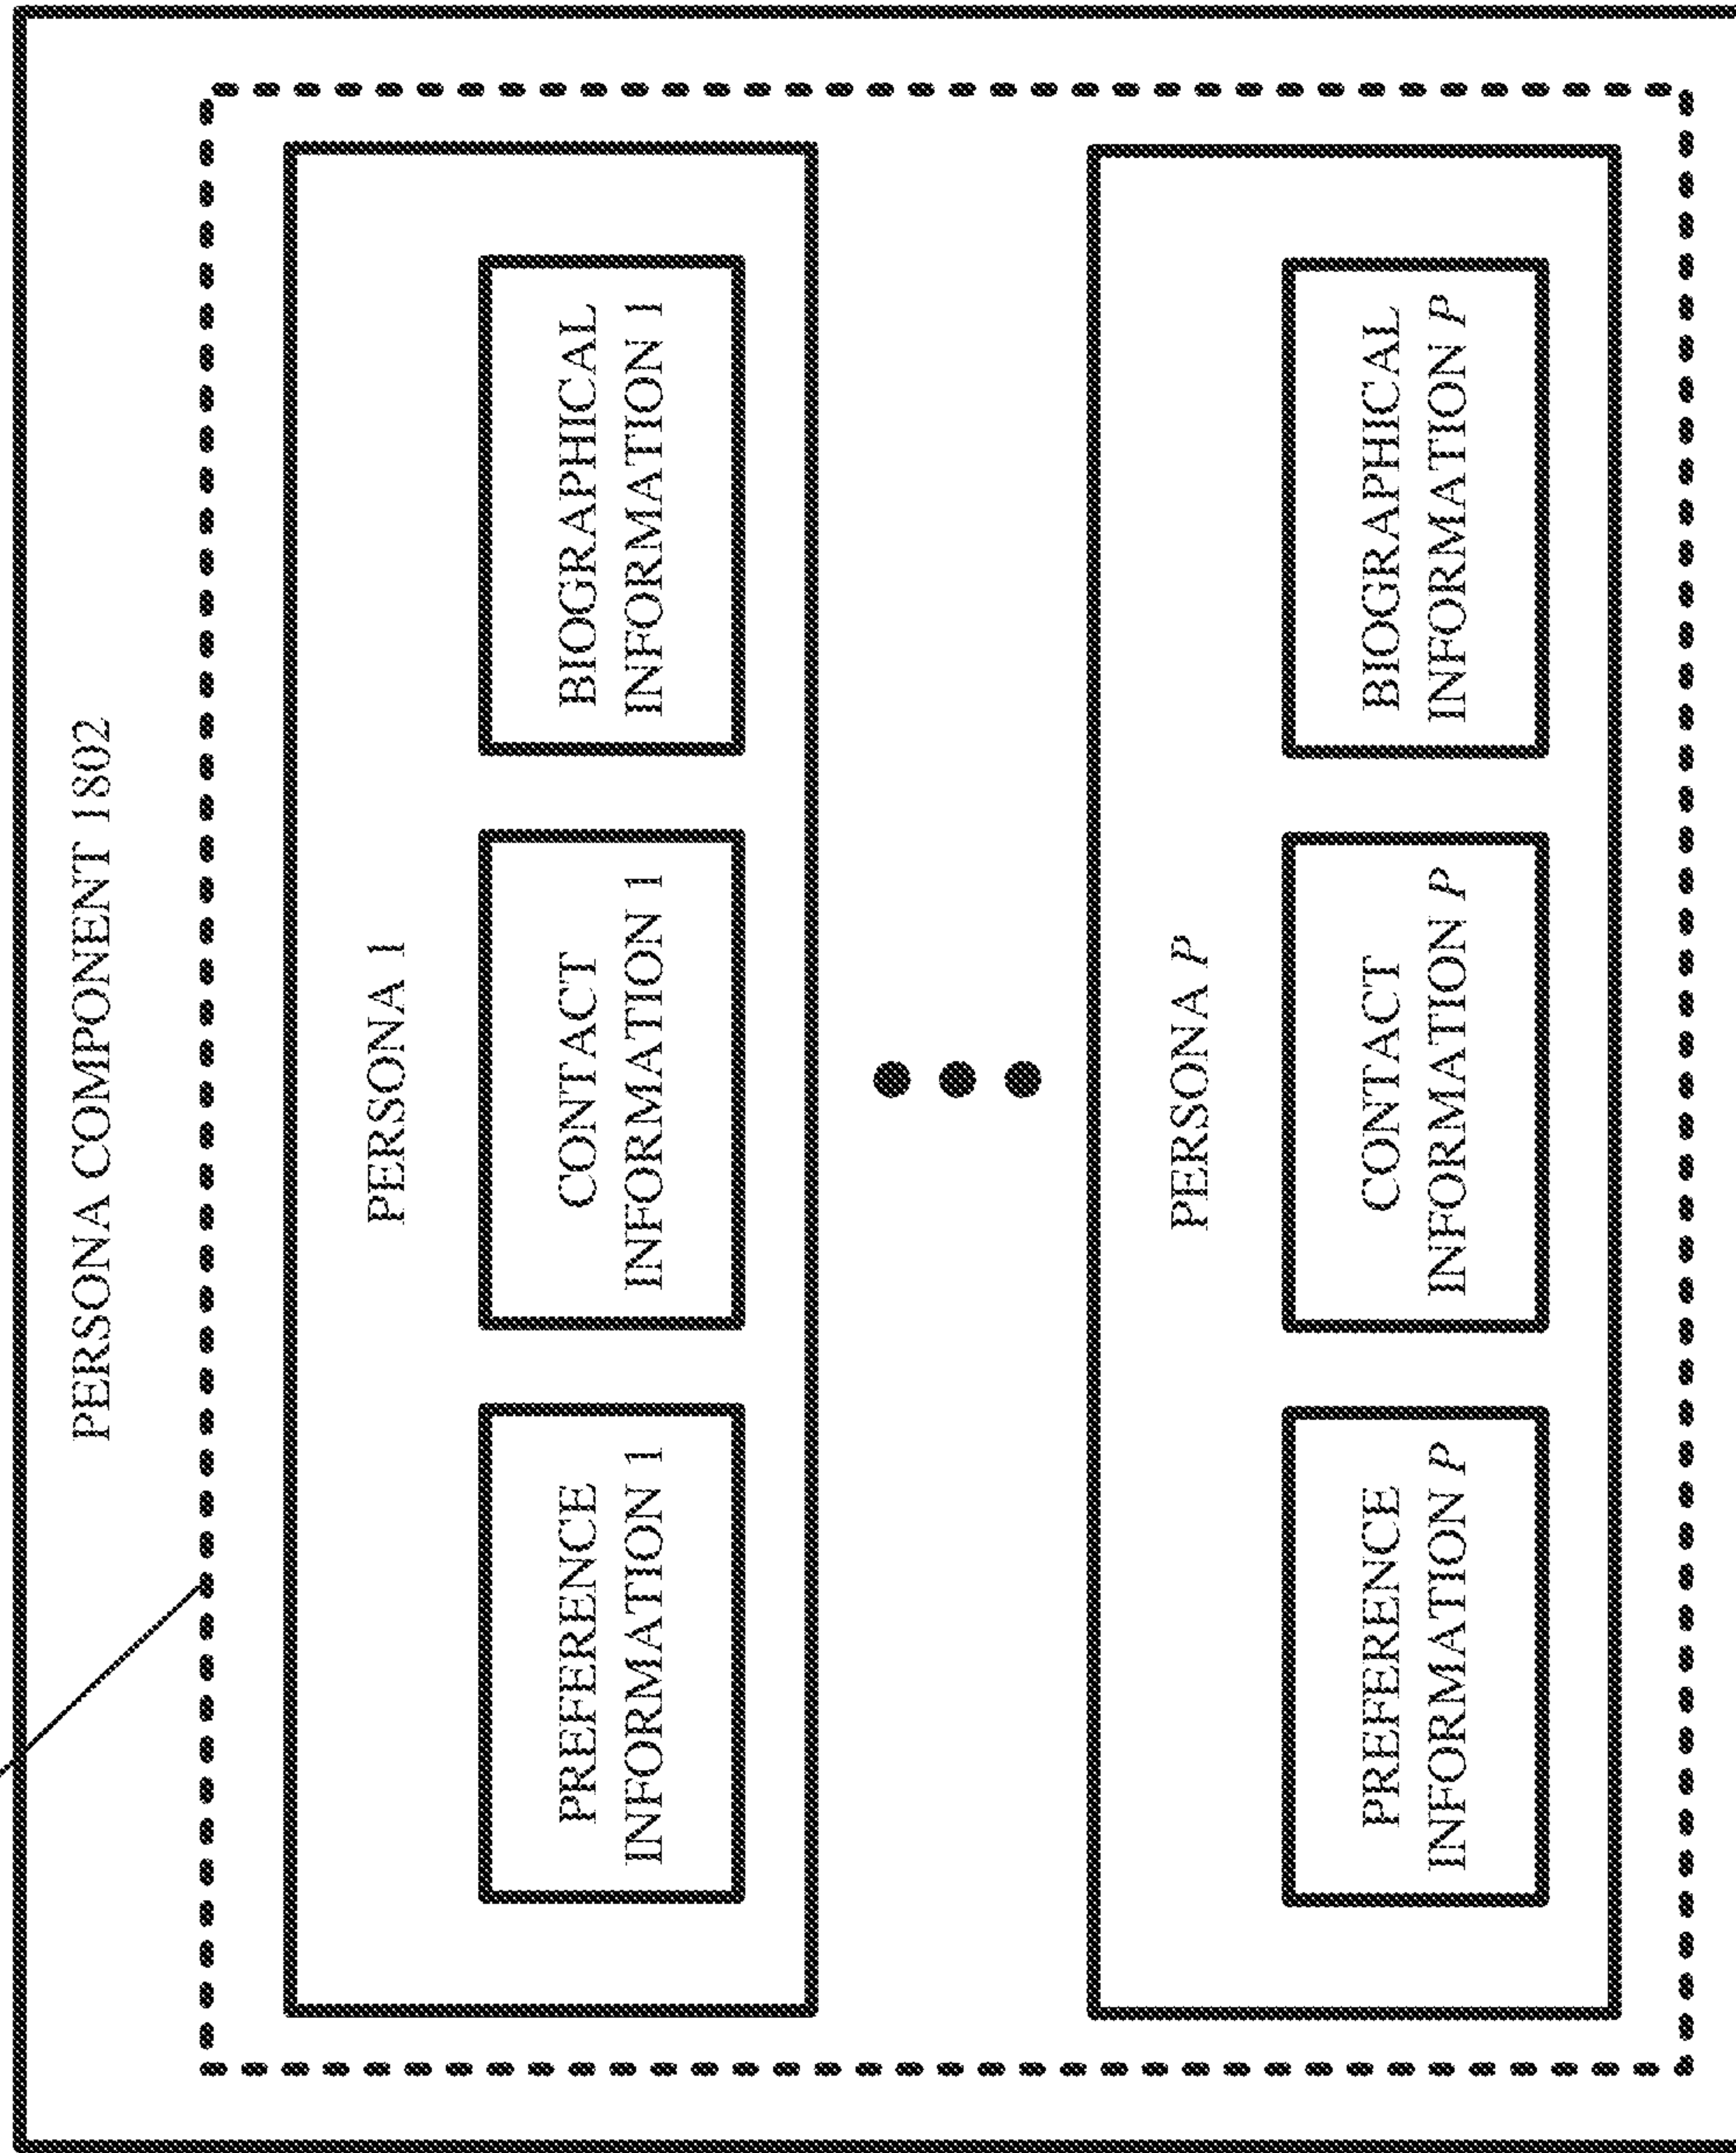 PERSONA COMPONENT 1802
PERSONA 1
PREFERENCE
INFORMATION 1
CONTACT
INFORMATION 1
BIOGRAPHICAL
INFORMATION 1
PERSONA P
PREFERENCE
INFORMATION P
CONTACT
INFORMATION P
BIOGRAPHICAL
INFORMATION P